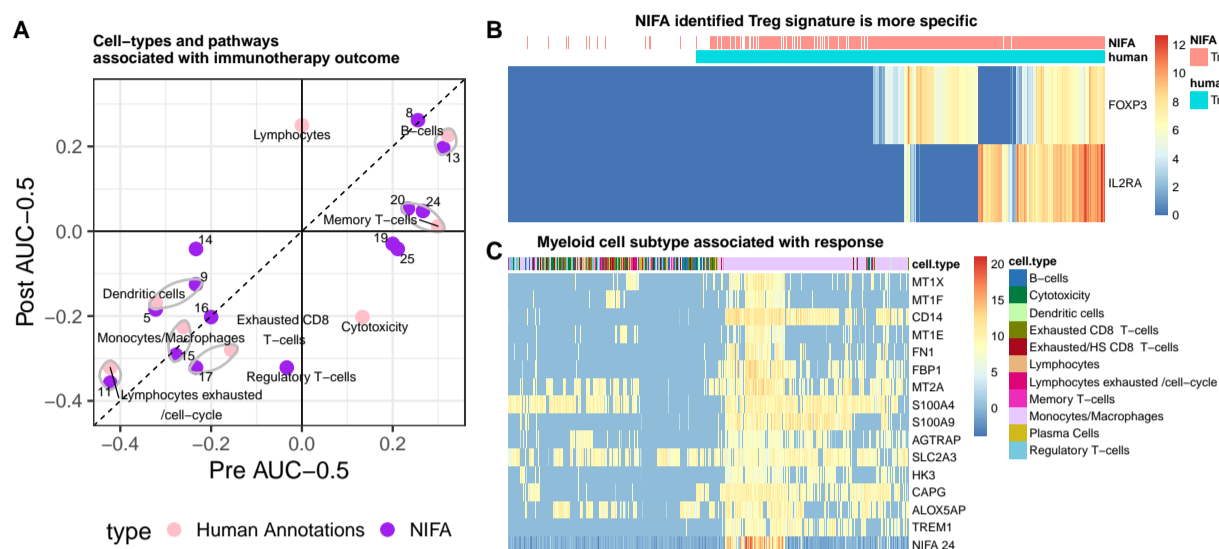 A
Cell-types and pathways
associated with immunotherapy outcome
8
Lymphocytes
B-cells
13
20
24
Memory T-cells
19
25
14
9
Dendritic cells
5
16
Exhausted CD8
T-cells
Cytotoxicity
Monocytes/Macrophages
15
17
Regulatory T-cells
11
Lymphocytes exhausted
/cell-cycle
0.2
0.0
-0.2
-0.4
-0.4
-0.2
0.0
0.2
Post AUC-0.5
Pre AUC-0.5
type
Human Annotations
NIFA
B
NIFA identified Treg signature is more specific
NIFA
human
FOXP3
IL2RA
12
10
8
6
4
2
0
NIFA
Tr
huma
Tr
C
Myeloid cell subtype associated with response
cell.type
MT1X
MT1F
CD14
MT1E
FN1
FBP1
MT2A
S100A4
S100A9
AGTRAP
SLC2A3
HK3
CAPG
ALOX5AP
TREM1
NIFA 24
20
15
10
5
0
cell.type
B-cells
Cytotoxicity
Dendritic cells
Exhausted CD8 T-cells
Exhausted/HS CD8 T-cells
Lymphocytes
Lymphocytes exhausted /cell-cycle
Memory T-cells
Monocytes/Macrophages
Plasma Cells
Regulatory T-cells